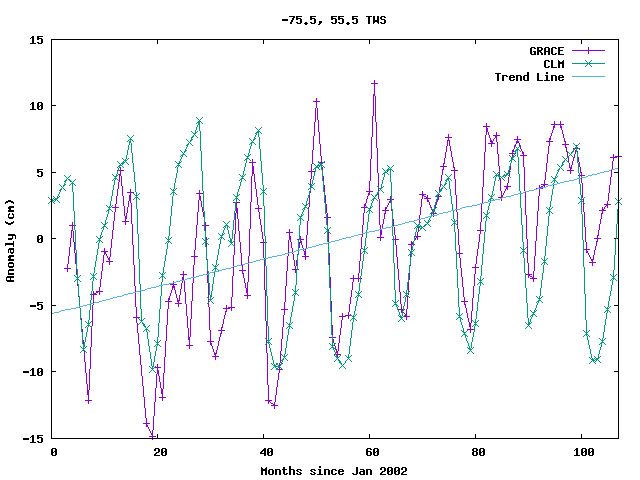 -75.5, 55.5 TWS
15
10
5
0
-5
-10
-15
Anomaly (cm)
GRACE
CLM
Trend Line
0 20 40 60 80 100
Months since Jan 2002